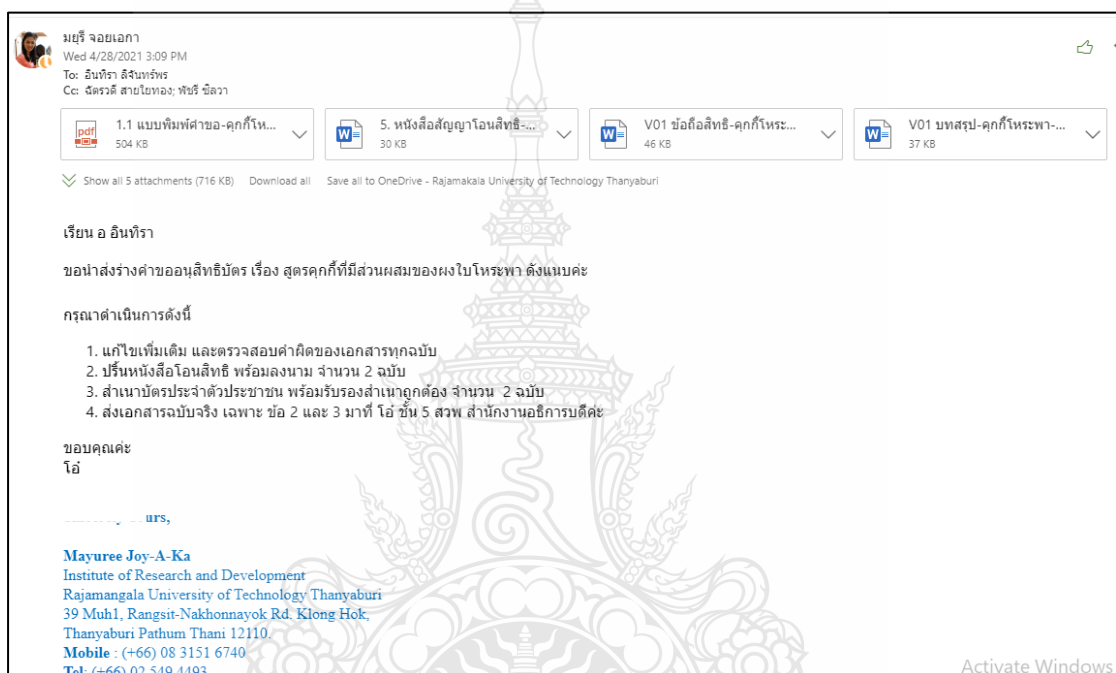 มยุรี จอยเอกา
Wed 4/28/2021 3:09 PM
To: อินทิรา ลิจันทร์พร
Cc: ฉัตรวดี สายใยทอง; พัชรี ชิลวา
1.1 แบบพิมพ์คำขอ-คุกกี้โห...
504 KB
5. หนังสือสัญญาโอนสิทธิ-...
30 KB
V01 ข้อถือสิทธิ-คุกกี้โหระ...
46 KB
V01 บทสรุป-คุกกี้โหระพา-...
37 KB
Show all 5 attachments (716 KB) Download all Save all to OneDrive - Rajamakala University of Technology Thanyaburi
เรียน อ อินทิรา
ขอนำส่งร่างคำขออนุสิทธิบัตร เรื่อง สูตรคุกกี้ที่มีส่วนผสมของผงใบโหระพา ดังแนบค่ะ
กรุณาดำเนินการดังนี้
1. แก้ไขเพิ่มเติม และตรวจสอบคำผิดของเอกสารทุกฉบับ
2. ปริ้นหนังสือโอนสิทธิ พร้อมลงนาม จำนวน 2 ฉบับ
3. สำเนาบัตรประจำตัวประชาชน พร้อมรับรองสำเนาถูกต้อง จำนวน 2 ฉบับ
4. ส่งเอกสารฉบับจริง เฉพาะ ข้อ 2 และ 3 มาที่ โอ๋ ชั้น 5 สวพ สำนักงานอธิการบดีค่ะ
ขอบคุณค่ะ
โอ๋
Mayuree Joy-A-Ka
Institute of Research and Development
Rajamangala University of Technology Thanyaburi
39 Muh1, Rangsit-Nakhonnayok Rd. Klong Hok,
Thanyaburi Pathum Thani 12110.
Mobile : (+66) 08 3151 6740
Tel: (+66) 02 549 4493
Activate Windows